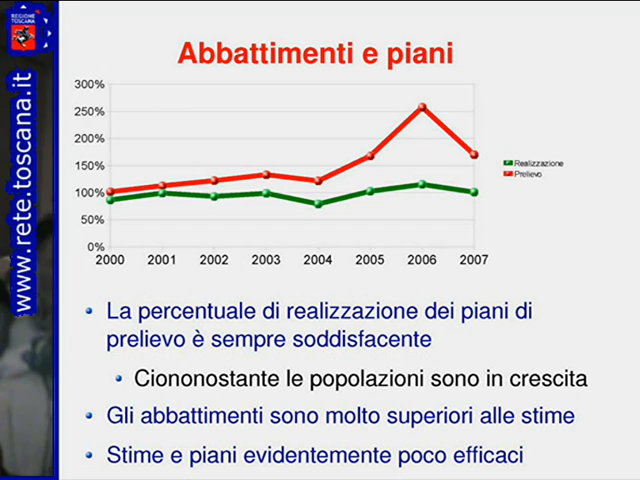 REGIONE
TOSCANA
www.rete.toscana.it
Abbattimenti e piani
300%
250%
200%
150%
100%
50%
0%
2000 2001 2002 2003 2004 2005 2006 2007
Realizzazione
Prelievo
La percentuale di realizzazione dei piani di
prelievo è sempre soddisfacente
Ciononostante le popolazioni sono in crescita
Gli abbattimenti sono molto superiori alle stime
Stime e piani evidentemente poco efficaci